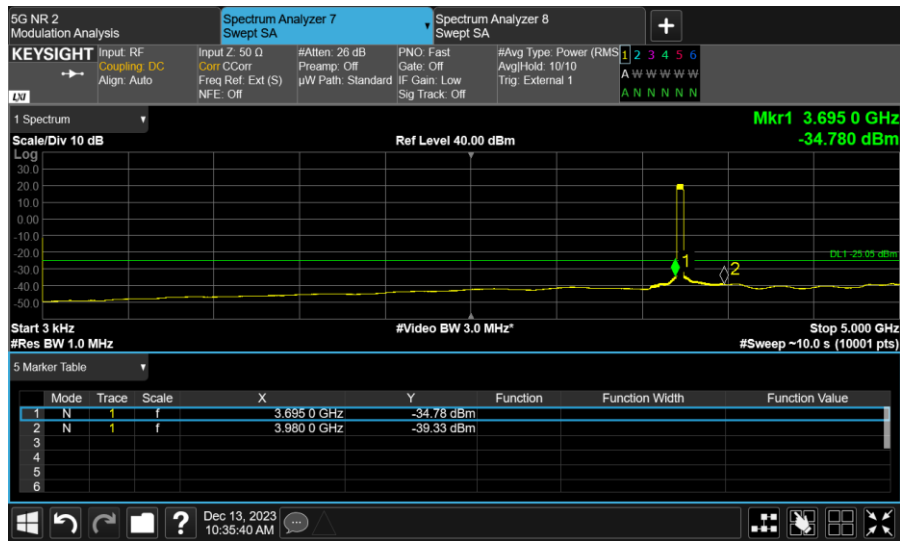 5G NR 2
Modulation Analysis
Spectrum Analyzer 7
Swept SA
Spectrum Analyzer 8
Swept SA
KEYSIGHT
LXI
Input: RF
Coupling: DC
Align: Auto
Input Z: 50 Ω
Corr CCorr
Freq Ref: Ext (S)
NFE: Off
#Atten: 26 dB
Preamp: Off
µW Path: Standard
PNO: Fast
Gate: Off
IF Gain: Low
Sig Track: Off
#Avg Type: Power (RMS
Avg|Hold: 10/10
Trig: External 1
1 2 3 4 5 6
A W W W W W
A N N N N N
1 Spectrum
Mkr1 3.695 0 GHz
Scale/Div 10 dB
Ref Level 40.00 dBm
-34.780 dBm
Log
30.0
20.0
10.0
0.00
-10.0
-20.0
DL1 -25.05 dBm
1
2
-30.0
-40.0
-50.0
Start 3 kHz
#Video BW 3.0 MHz*
Stop 5.000 GHz
#Res BW 1.0 MHz
#Sweep ~10.0 s (10001 pts)
5 Marker Table
Mode Trace Scale X Y Function Function Width Function Value
1 N 1 f 3.695 0 GHz -34.78 dBm
2 N 1 f 3.980 0 GHz -39.33 dBm
3
4
5
6
?
Dec 13, 2023
10:35:40 AM